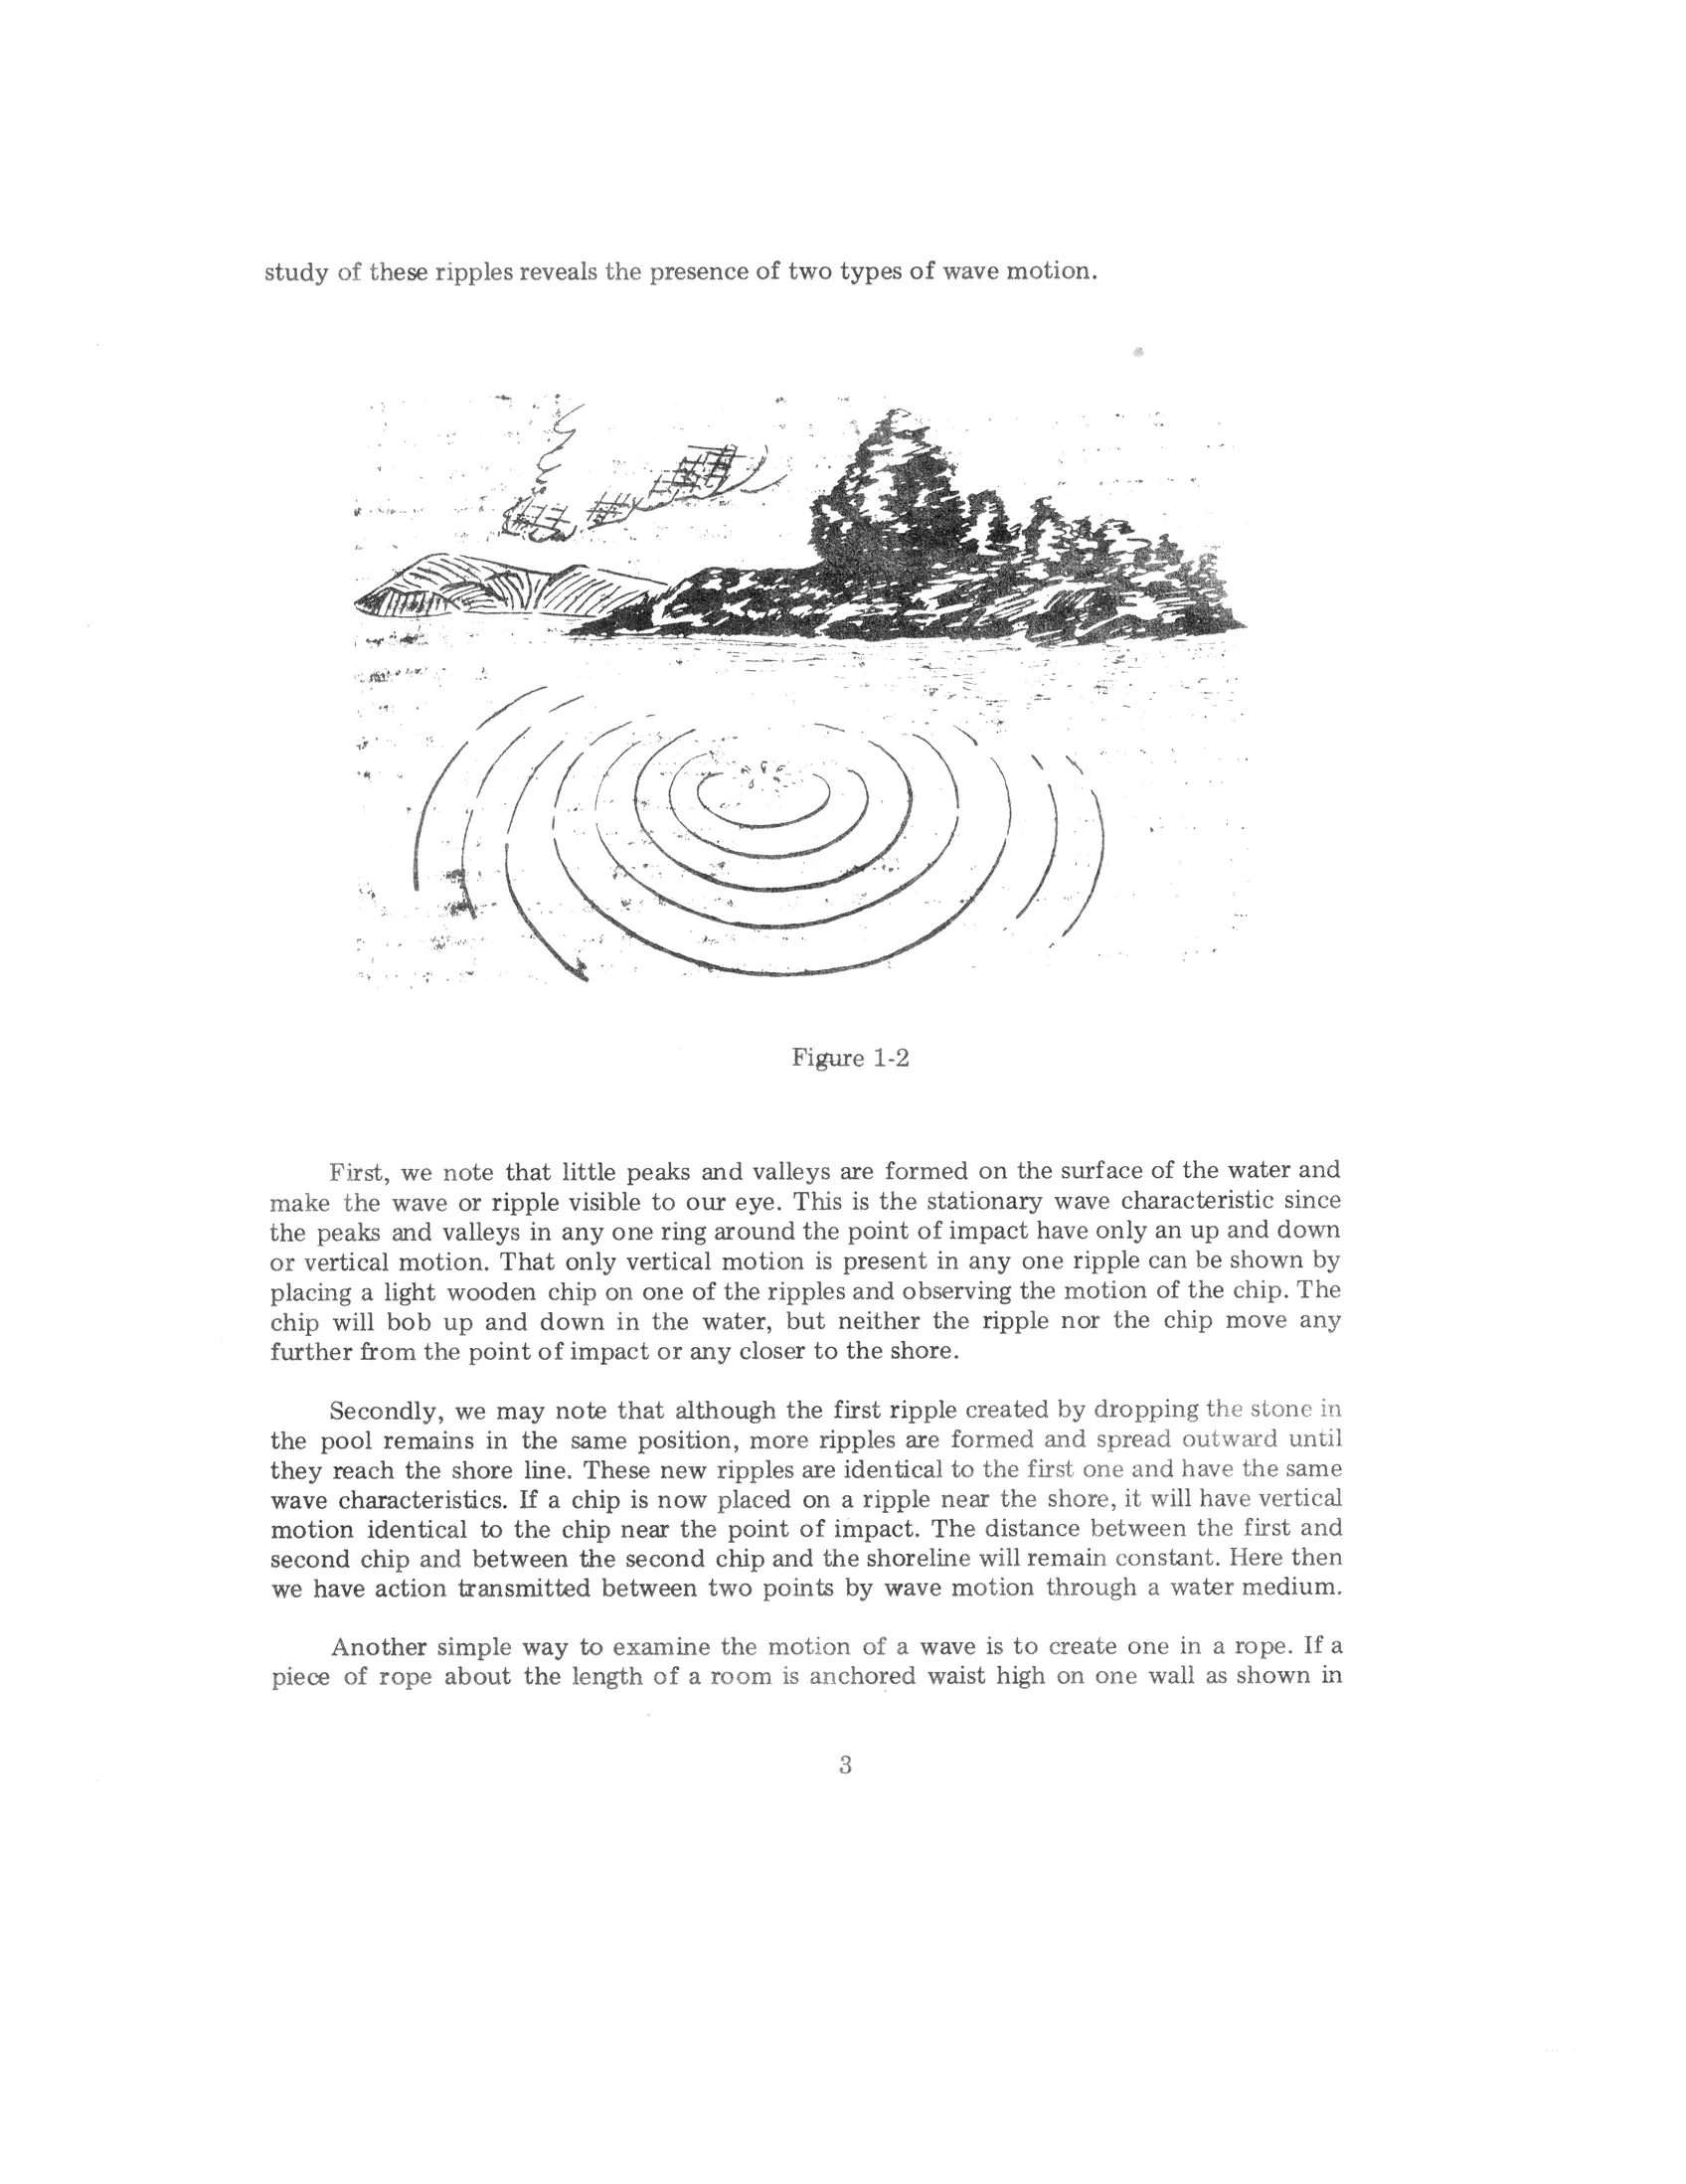 study of these ripples reveals the presence of two types of wave motion.
Figure 1-2
First, we note that little peaks and valleys are formed on the surface of the water and
make the wave or ripple visible to our eye. This is the stationary wave characteristic since
the peaks and valleys in any one ring around the point of impact have only an up and down
or vertical motion. That only vertical motion is present in any one ripple can be shown by
placing a light wooden chip on one of the ripples and observing the motion of the chip. The
chip will bob up and down in the water, but neither the ripple nor the chip move any
further from the point of impact or any closer to the shore.
Secondly, we may note that although the first ripple created by dropping the stone in
the pool remains in the same position, more ripples are formed and spread outward until
they reach the shore line. These new ripples are identical to the first one and have the same
wave characteristics. If a chip is now placed on a ripple near the shore, it will have vertical
motion identical to the chip near the point of impact. The distance between the first and
second chip and between the second chip and the shoreline will remain constant. Here then
we have action transmitted between two points by wave motion through a water medium.
Another simple way to examine the motion of a wave is to create one in a rope. If a
piece of rope about the length of a room is anchored waist high on one wall as shown in
3